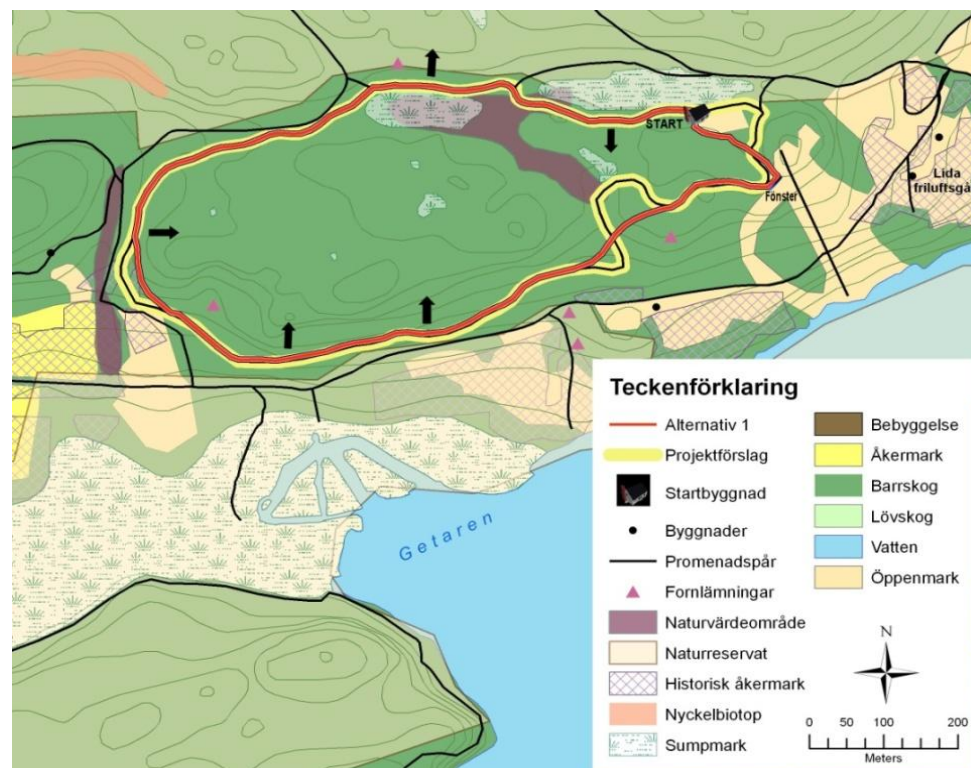 START
Fönster
Lida
friluftsgå
Getaren
Teckenförklaring
Alternativ 1
Projektförslag
Startbyggnad
Byggnader
Promenadspår
Fornlämningar
Naturvärdeområde
Naturreservat
Historisk åkermark
Nyckelbiotop
Sumpmark
Bebyggelse
Åkermark
Barrskog
Lövskog
Vatten
Öppenmark
N
0 50 100 200
Meters